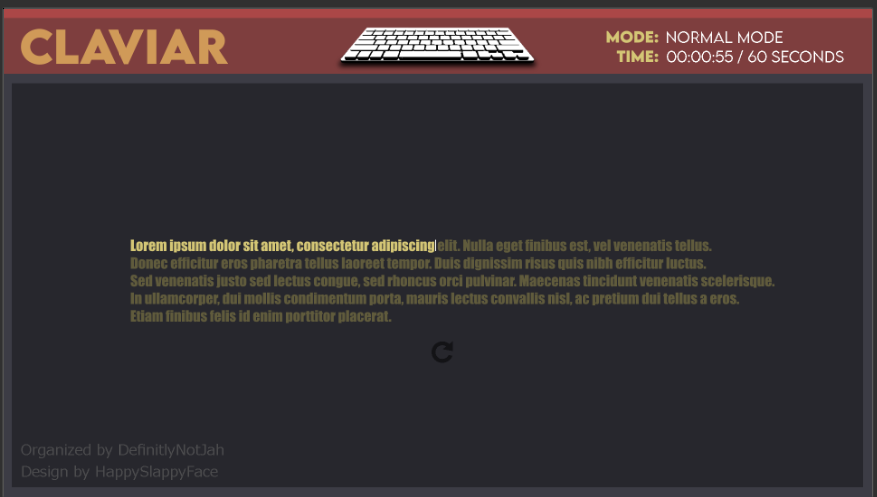 CLAVIAR
MODE: NORMAL MODE
TIME: 00:00:55 / 60 SECONDS
Lorem ipsum dolor sit amet, consectetur adipiscing elit. Nulla eget finibus est, vel venenatis tellus.
Donec efficitur eros pharetra tellus laoreet tempor. Duis dignissim risus quis nibh efficitur luctus.
Sed venenatis justo sed lectus congue, sed rhoncus orci pulvinar. Maecenas tincidunt venenatis scelerisque.
In ullamcorper, dui mollis condimentum porta, mauris lectus convallis nisl, ac pretium dui tellus a eros.
Etiam finibus felis id enim porttitor placerat.
Organized by DefinitlyNotJah
Design by HappySlappyFace